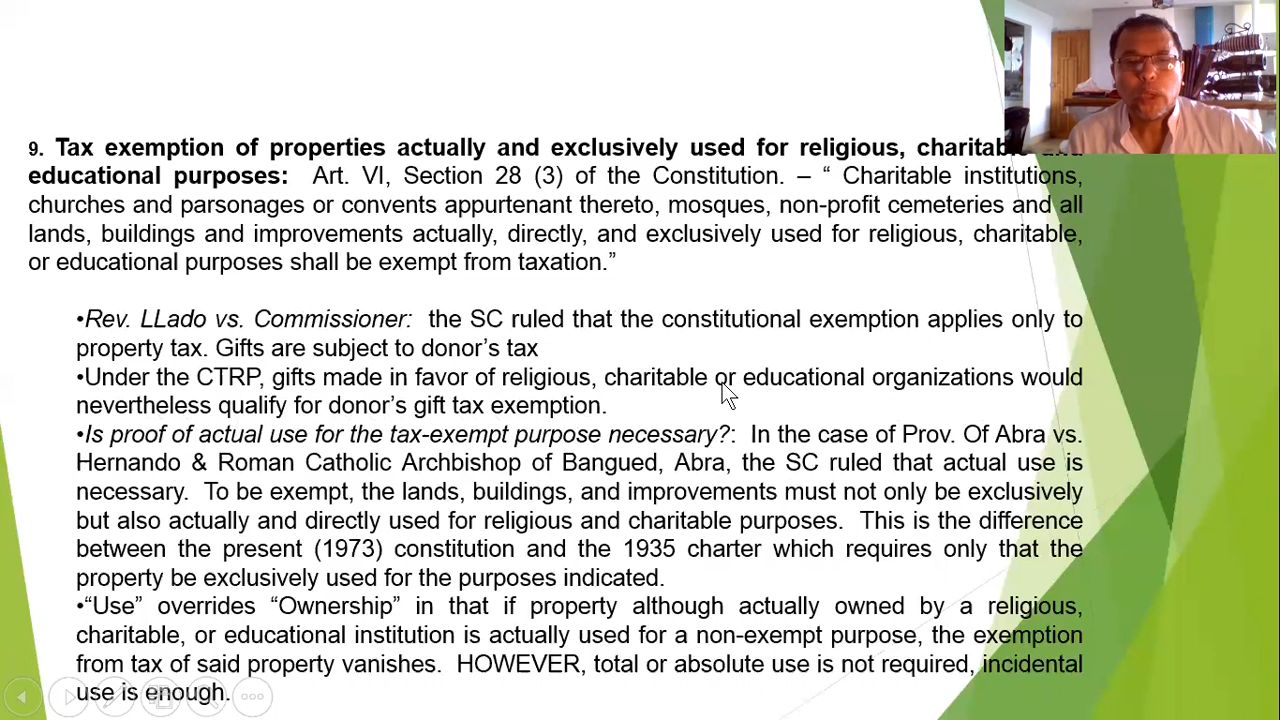 9. Tax exemption of properties actually and exclusively used for religious, charitable and
educational purposes: Art. VI, Section 28 (3) of the Constitution. – “ Charitable institutions,
churches and parsonages or convents appurtenant thereto, mosques, non-profit cemeteries and all
lands, buildings and improvements actually, directly, and exclusively used for religious, charitable,
or educational purposes shall be exempt from taxation.”
•Rev. LLado vs. Commissioner: the SC ruled that the constitutional exemption applies only to
property tax. Gifts are subject to donor’s tax
•Under the CTRP, gifts made in favor of religious, charitable or educational organizations would
nevertheless qualify for donor’s gift tax exemption.
•Is proof of actual use for the tax-exempt purpose necessary?: In the case of Prov. Of Abra vs.
Hernando & Roman Catholic Archbishop of Bangued, Abra, the SC ruled that actual use is
necessary. To be exempt, the lands, buildings, and improvements must not only be exclusively
but also actually and directly used for religious and charitable purposes. This is the difference
between the present (1973) constitution and the 1935 charter which requires only that the
property be exclusively used for the purposes indicated.
•“Use” overrides “Ownership” in that if property although actually owned by a religious,
charitable, or educational institution is actually used for a non-exempt purpose, the exemption
from tax of said property vanishes. HOWEVER, total or absolute use is not required, incidental
use is enough.